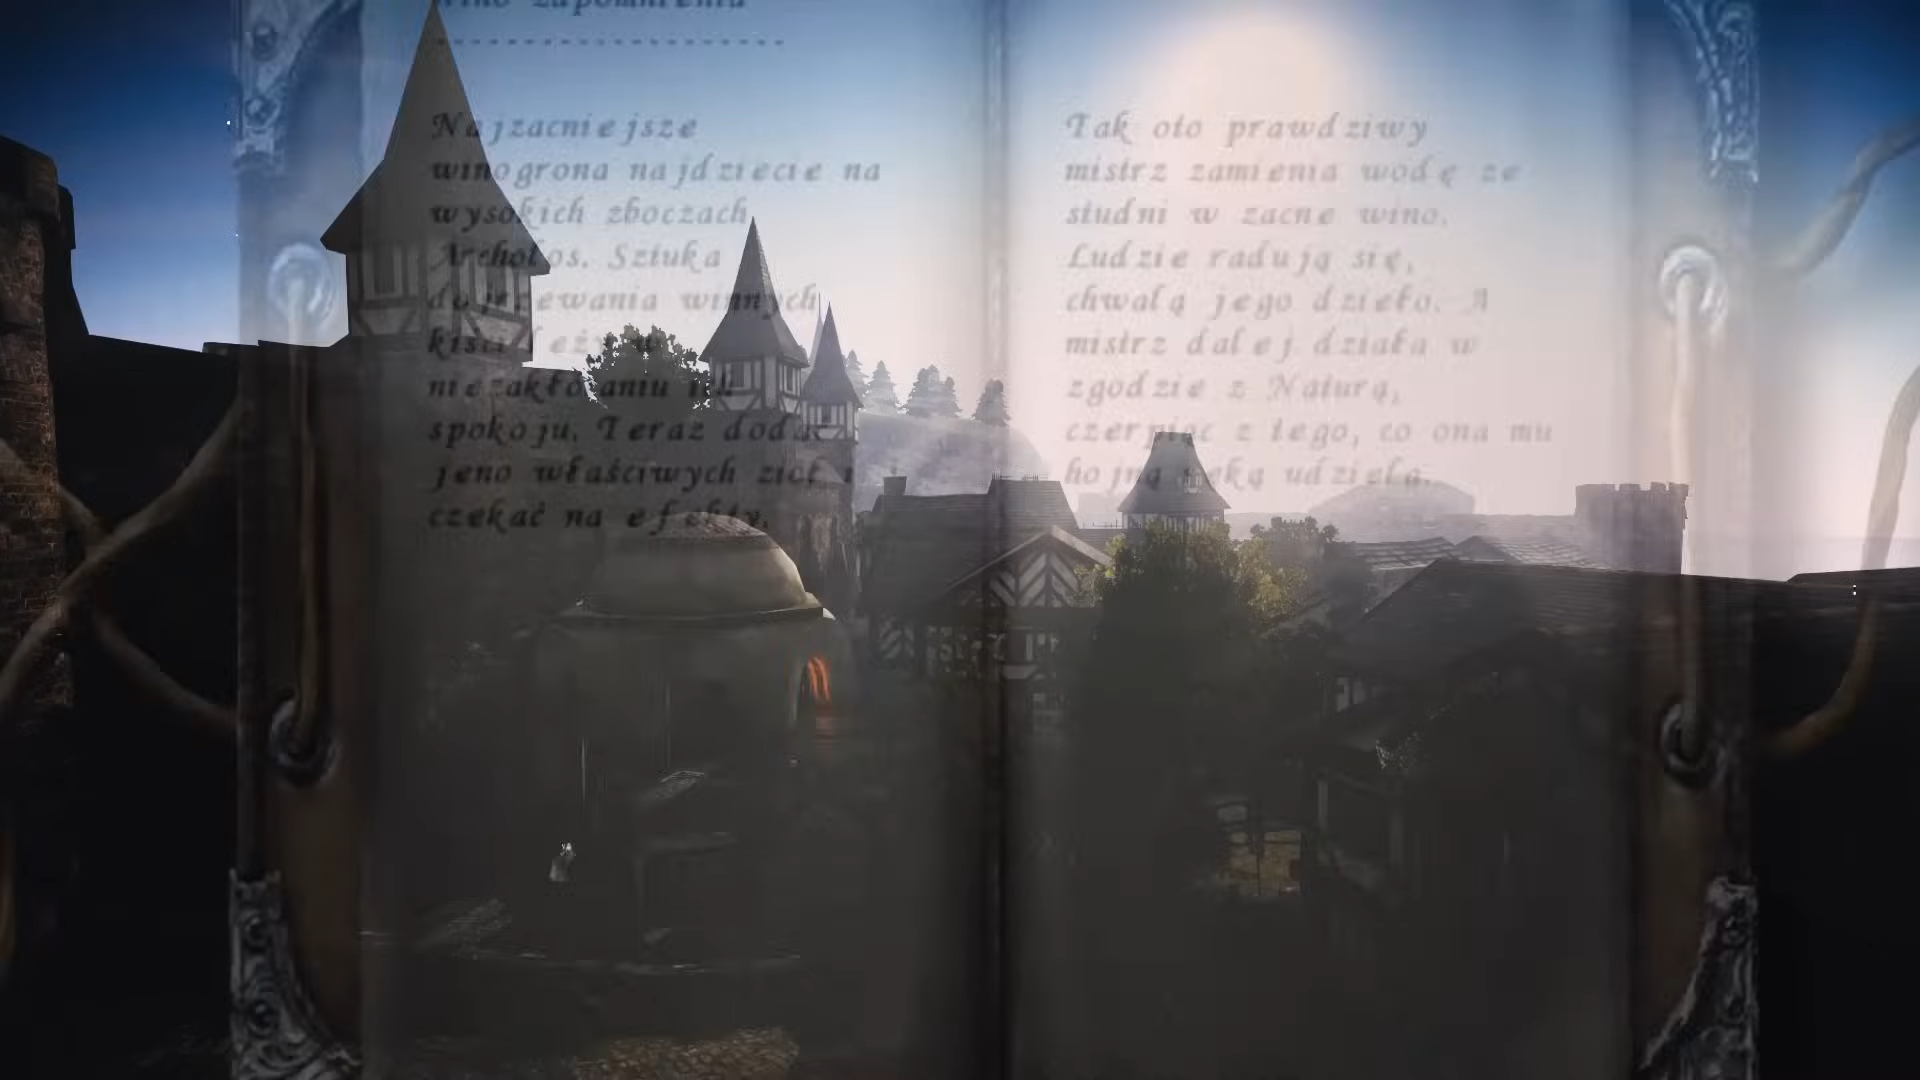 Wino zapomnienia
--------------------
Najzacniejsze
winogrona najdziecie na
wysokich zboczach
Archolos. Sztuka
dojrzewania winnych
kiści leży w
niezakłócaniu ich
spokoju. Teraz dodać
jeno właściwych ziół i
czekać na efekty.
Tak oto prawdziwy
mistrz zamienia wodę ze
studni w zacne wino.
Ludzie radują się,
chwalą jego dzieło. A
mistrz dalej działa w
zgodzie z Naturą,
czerpiąc z tego, co ona mu
hojną ręką udziela.